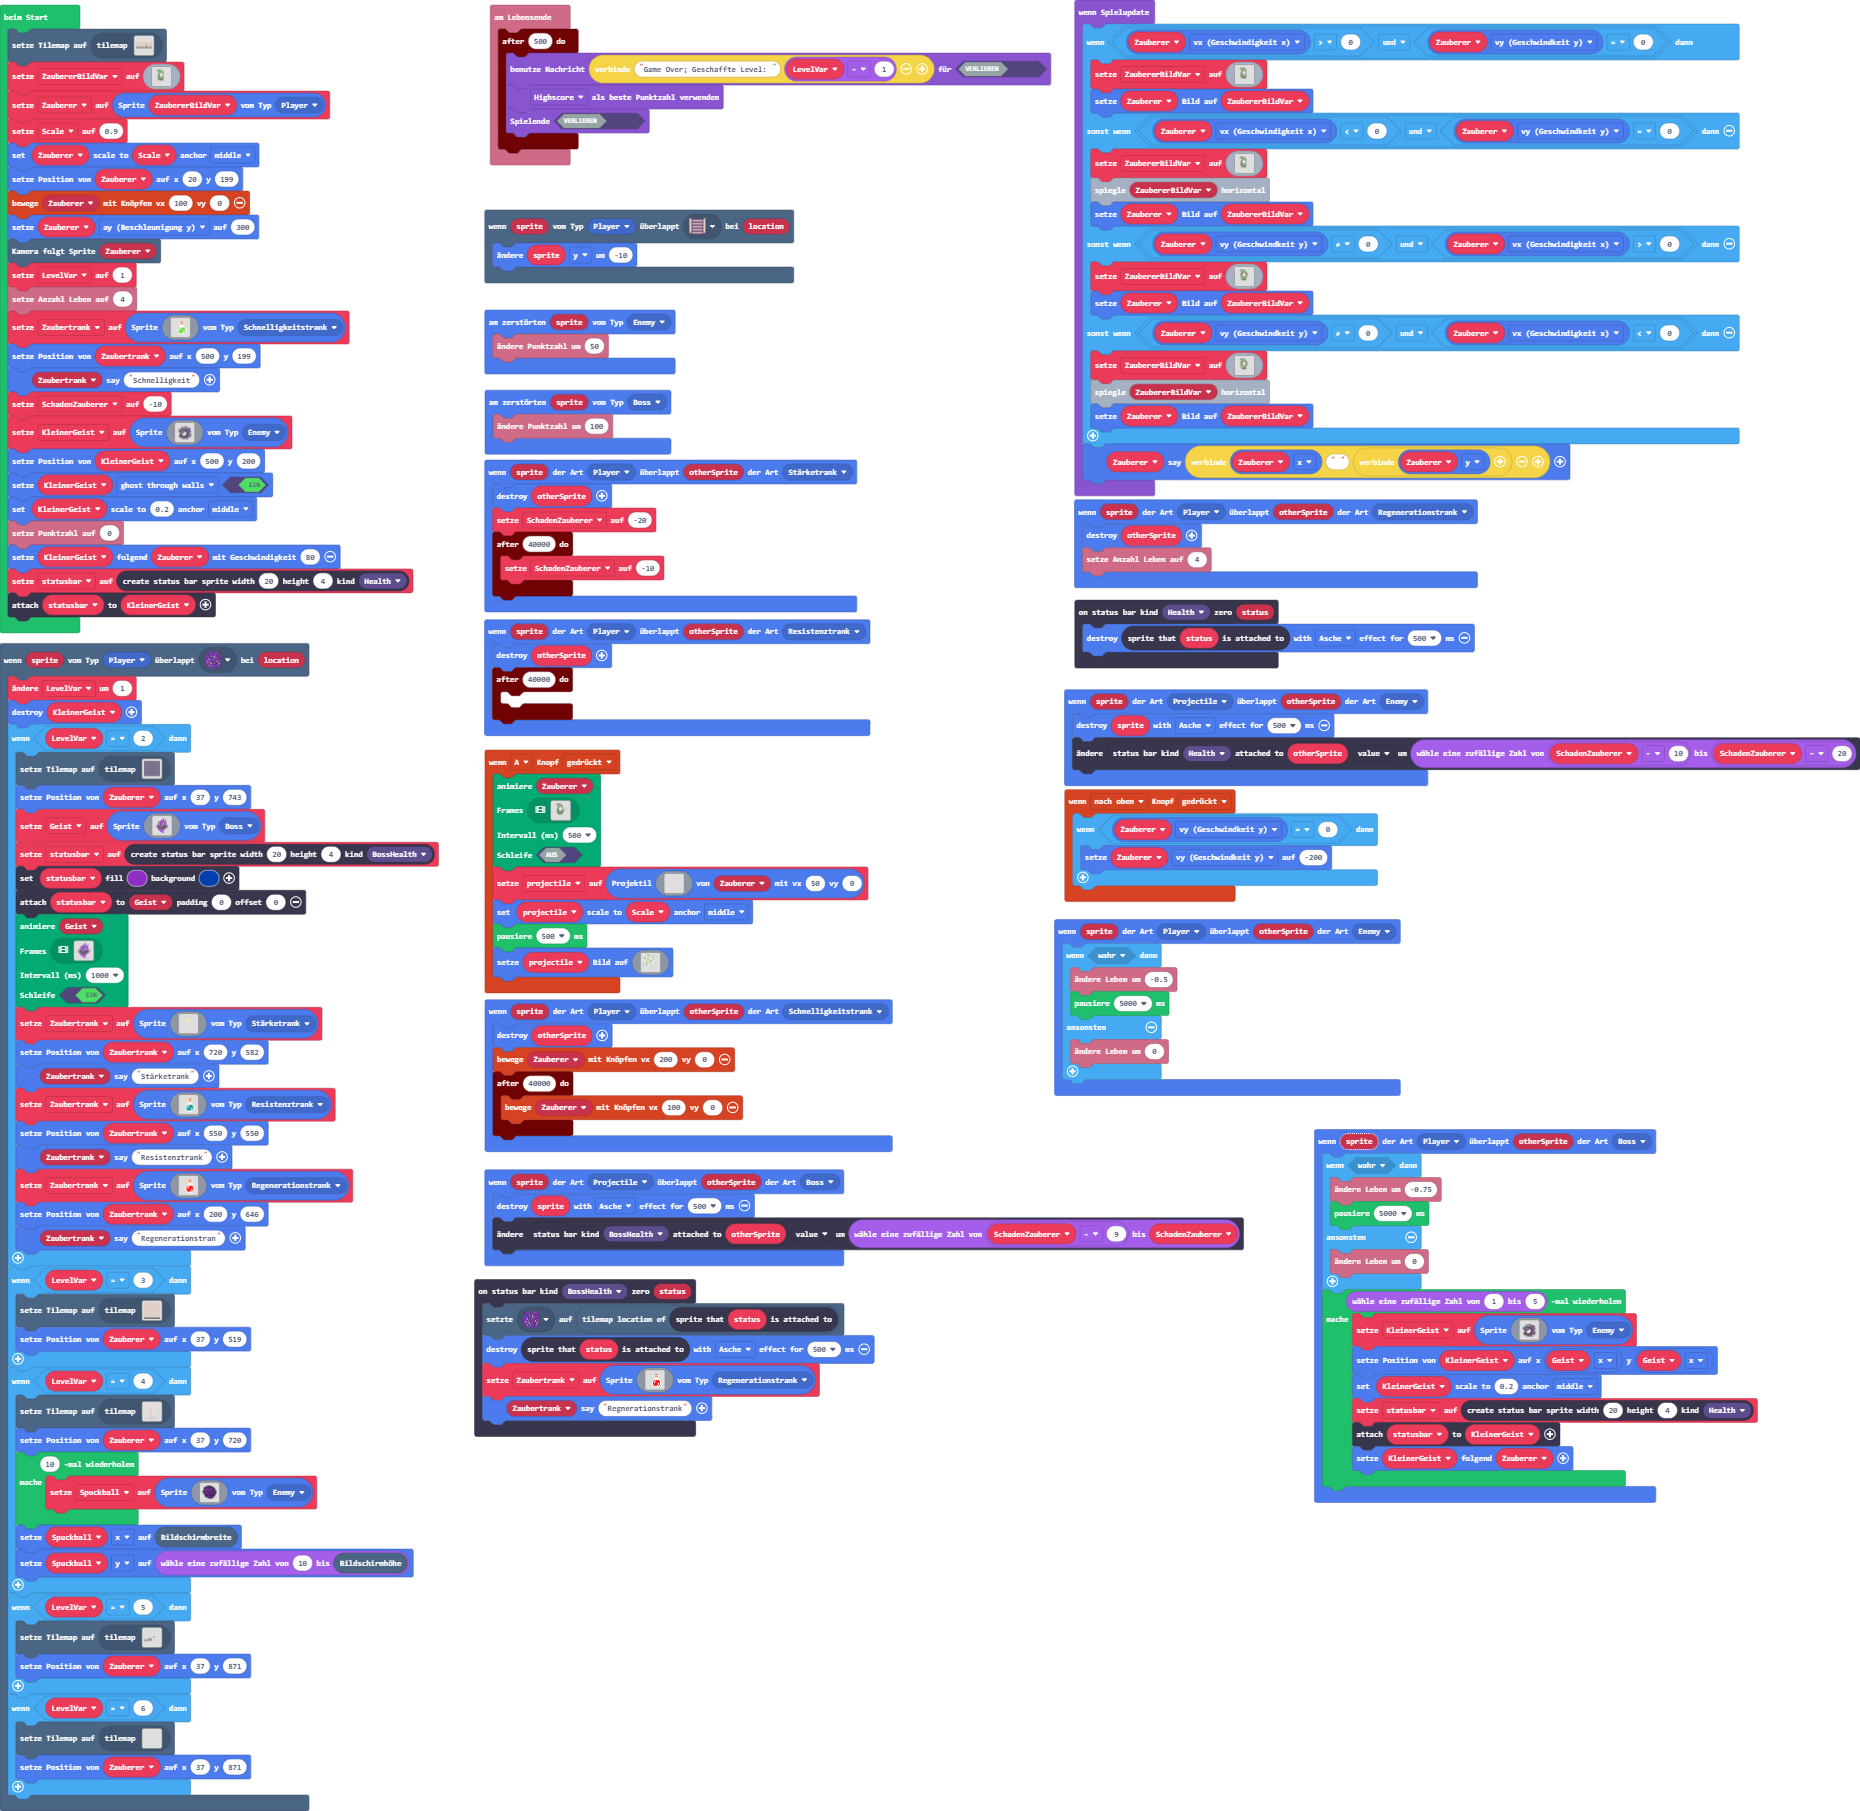 beim Start
setze Tilemap auf tilemap
setze ZaubererBildVar auf
setze Zauberer auf Sprite ZaubererBildVar vom Typ Player
setze Scale auf 0.9
set Zauberer scale to Scale anchor middle
setze Position von Zauberer auf x 20 y 199
bewege Zauberer mit Knöpfen vx 100 vy 0
setze Zauberer ay (Beschleunigung y) auf 300
Kamera folgt Sprite Zauberer
setze LevelVar auf 1
setze Anzahl Leben auf 4
setze Zaubertrank auf Sprite vom Typ Schnelligkeitstrank
setze Position von Zaubertrank auf x 500 y 199
Zaubertrank say "Schnelligkeit"
setze SchadenZauberer auf -10
setze KleinerGeist auf Sprite vom Typ Enemy
setze Position von KleinerGeist auf x 500 y 200
setze KleinerGeist ghost through walls EIN
set KleinerGeist scale to 0.2 anchor middle
setze Punktzahl auf 0
setze KleinerGeist folgend Zauberer mit Geschwindigkeit 80
setze statusbar auf create status bar sprite width 20 height 4 kind Health
attach statusbar to KleinerGeist
wenn sprite vom Typ Player überlappt bei location
ändere LevelVar um 1
destroy KleinerGeist
wenn LevelVar = 2 dann
setze Tilemap auf tilemap
setze Position von Zauberer auf x 37 y 743
setze Geist auf Sprite vom Typ Boss
setze statusbar auf create status bar sprite width 20 height 4 kind BossHealth
set statusbar fill background
attach statusbar to Geist padding 0 offset 0
animiere Geist
Frames
Intervall (ms) 1000
Schleife EIN
setze Zaubertrank auf Sprite vom Typ Stärketrank
setze Position von Zaubertrank auf x 720 y 582
Zaubertrank say "Stärketrank"
setze Zaubertrank auf Sprite vom Typ Resistenztrank
setze Position von Zaubertrank auf x 550 y 550
Zaubertrank say "Resistenztrank"
setze Zaubertrank auf Sprite vom Typ Regenerationstrank
setze Position von Zaubertrank auf x 200 y 646
Zaubertrank say "Regenerationstran"
wenn LevelVar = 3 dann
setze Tilemap auf tilemap
setze Position von Zauberer auf x 37 y 519
wenn LevelVar = 4 dann
setze Tilemap auf tilemap
setze Position von Zauberer auf x 37 y 720
10 -mal wiederholen
mache setze Spuckball auf Sprite vom Typ Enemy
setze Spuckball x auf Bildschirmbreite
setze Spuckball y auf wähle eine zufällige Zahl von 10 bis Bildschirmhöhe
wenn LevelVar = 5 dann
setze Tilemap auf tilemap
setze Position von Zauberer auf x 37 y 871
wenn LevelVar = 6 dann
setze Tilemap auf tilemap
setze Position von Zauberer auf x 37 y 871
am Lebensende
after 500 do
benutze Nachricht verbinde "Game Over; Geschaffte Level: " LevelVar - 1 für VERLIEREN
Highscore als beste Punktzahl verwenden
Spielende VERLIEREN
wenn sprite vom Typ Player überlappt bei location
ändere sprite y um -10
am zerstörten sprite vom Typ Enemy
ändere Punktzahl um 50
am zerstörten sprite vom Typ Boss
ändere Punktzahl um 100
wenn sprite der Art Player überlappt otherSprite der Art Stärketrank
destroy otherSprite
setze SchadenZauberer auf -20
after 40000 do
setze SchadenZauberer auf -10
wenn sprite der Art Player überlappt otherSprite der Art Resistenztrank
destroy otherSprite
after 40000 do
wenn A Knopf gedrückt
animiere Zauberer
Frames
Intervall (ms) 500
Schleife AUS
setze projectile auf Projektil von Zauberer mit vx 50 vy 0
set projectile scale to Scale anchor middle
pausiere 500 ms
setze projectile Bild auf
wenn sprite der Art Player überlappt otherSprite der Art Schnelligkeitstrank
destroy otherSprite
bewege Zauberer mit Knöpfen vx 200 vy 0
after 40000 do
bewege Zauberer mit Knöpfen vx 100 vy 0
wenn sprite der Art Projectile überlappt otherSprite der Art Boss
destroy sprite with Asche effect for 500 ms
ändere status bar kind BossHealth attached to otherSprite value um wähle eine zufällige Zahl von SchadenZauberer - 9 bis SchadenZauberer
on status bar kind BossHealth zero status
setzte auf tilemap location of sprite that status is attached to
destroy sprite that status is attached to with Asche effect for 500 ms
setze Zaubertrank auf Sprite vom Typ Regenerationstrank
Zaubertrank say "Regnerationstrank"
wenn Spielupdate
wenn Zauberer vx (Geschwindigkeit x) > 0 und Zauberer vy (Geschwindkeit y) = 0 dann
setze ZaubererBildVar auf
setze Zauberer Bild auf ZaubererBildVar
sonst wenn Zauberer vx (Geschwindigkeit x) < 0 und Zauberer vy (Geschwindkeit y) = 0 dann
setze ZaubererBildVar auf
spiegle ZaubererBildVar horizontal
setze Zauberer Bild auf ZaubererBildVar
sonst wenn Zauberer vy (Geschwindkeit y) ≠ 0 und Zauberer vx (Geschwindigkeit x) > 0 dann
setze ZaubererBildVar auf
setze Zauberer Bild auf ZaubererBildVar
sonst wenn Zauberer vy (Geschwindkeit y) ≠ 0 und Zauberer vx (Geschwindigkeit x) < 0 dann
setze ZaubererBildVar auf
spiegle ZaubererBildVar horizontal
setze Zauberer Bild auf ZaubererBildVar
Zauberer say verbinde Zauberer x " " verbinde Zauberer y
wenn sprite der Art Player überlappt otherSprite der Art Regenerationstrank
destroy otherSprite
setze Anzahl Leben auf 4
on status bar kind Health zero status
destroy sprite that status is attached to with Asche effect for 500 ms
wenn sprite der Art Projectile überlappt otherSprite der Art Enemy
destroy sprite with Asche effect for 500 ms
ändere status bar kind Health attached to otherSprite value um wähle eine zufällige Zahl von SchadenZauberer - 10 bis SchadenZauberer - 20
wenn nach oben Knopf gedrückt
wenn Zauberer vy (Geschwindkeit y) = 0 dann
setze Zauberer vy (Geschwindkeit y) auf -200
wenn sprite der Art Player überlappt otherSprite der Art Enemy
wenn wahr dann
ändere Leben um -0.5
pausiere 5000 ms
ansonsten
ändere Leben um 0
wenn sprite der Art Player überlappt otherSprite der Art Boss
wenn wahr dann
ändere Leben um -0.75
pausiere 5000 ms
ansonsten
ändere Leben um 0
wähle eine zufällige Zahl von 1 bis 5 -mal wiederholen
mache setze KleinerGeist auf Sprite vom Typ Enemy
setze Position von KleinerGeist auf x Geist x y Geist x
set KleinerGeist scale to 0.2 anchor middle
setze statusbar auf create status bar sprite width 20 height 4 kind Health
attach statusbar to KleinerGeist
setze KleinerGeist folgend Zauberer